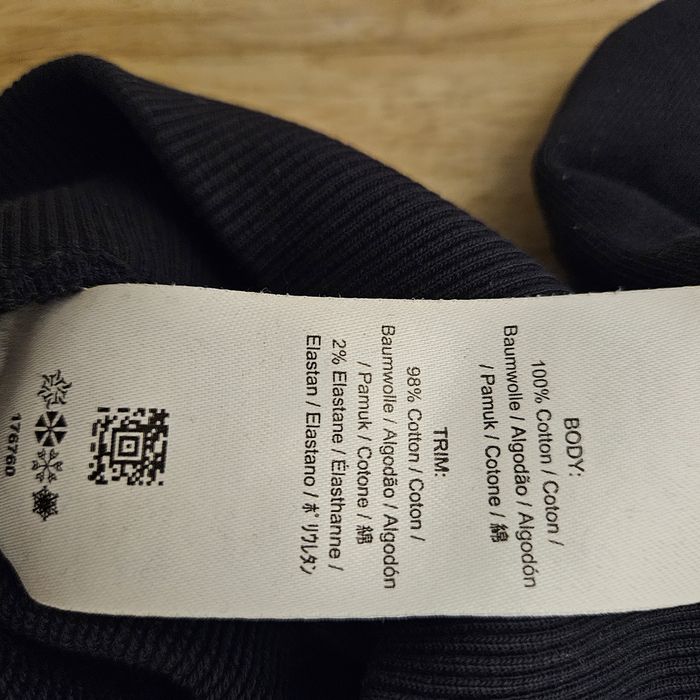 BODY:
100% Cotton / Coton /
Baumwolle / Algodão / Algodón
/ Pamuk / Cotone / 綿
TRIM:
98% Cotton / Coton /
Baumwolle / Algodão / Algodón
/ Pamuk / Cotone / 綿
2% Elastane / Élasthanne /
Elastan / Elastano / ポリウレタン
176760